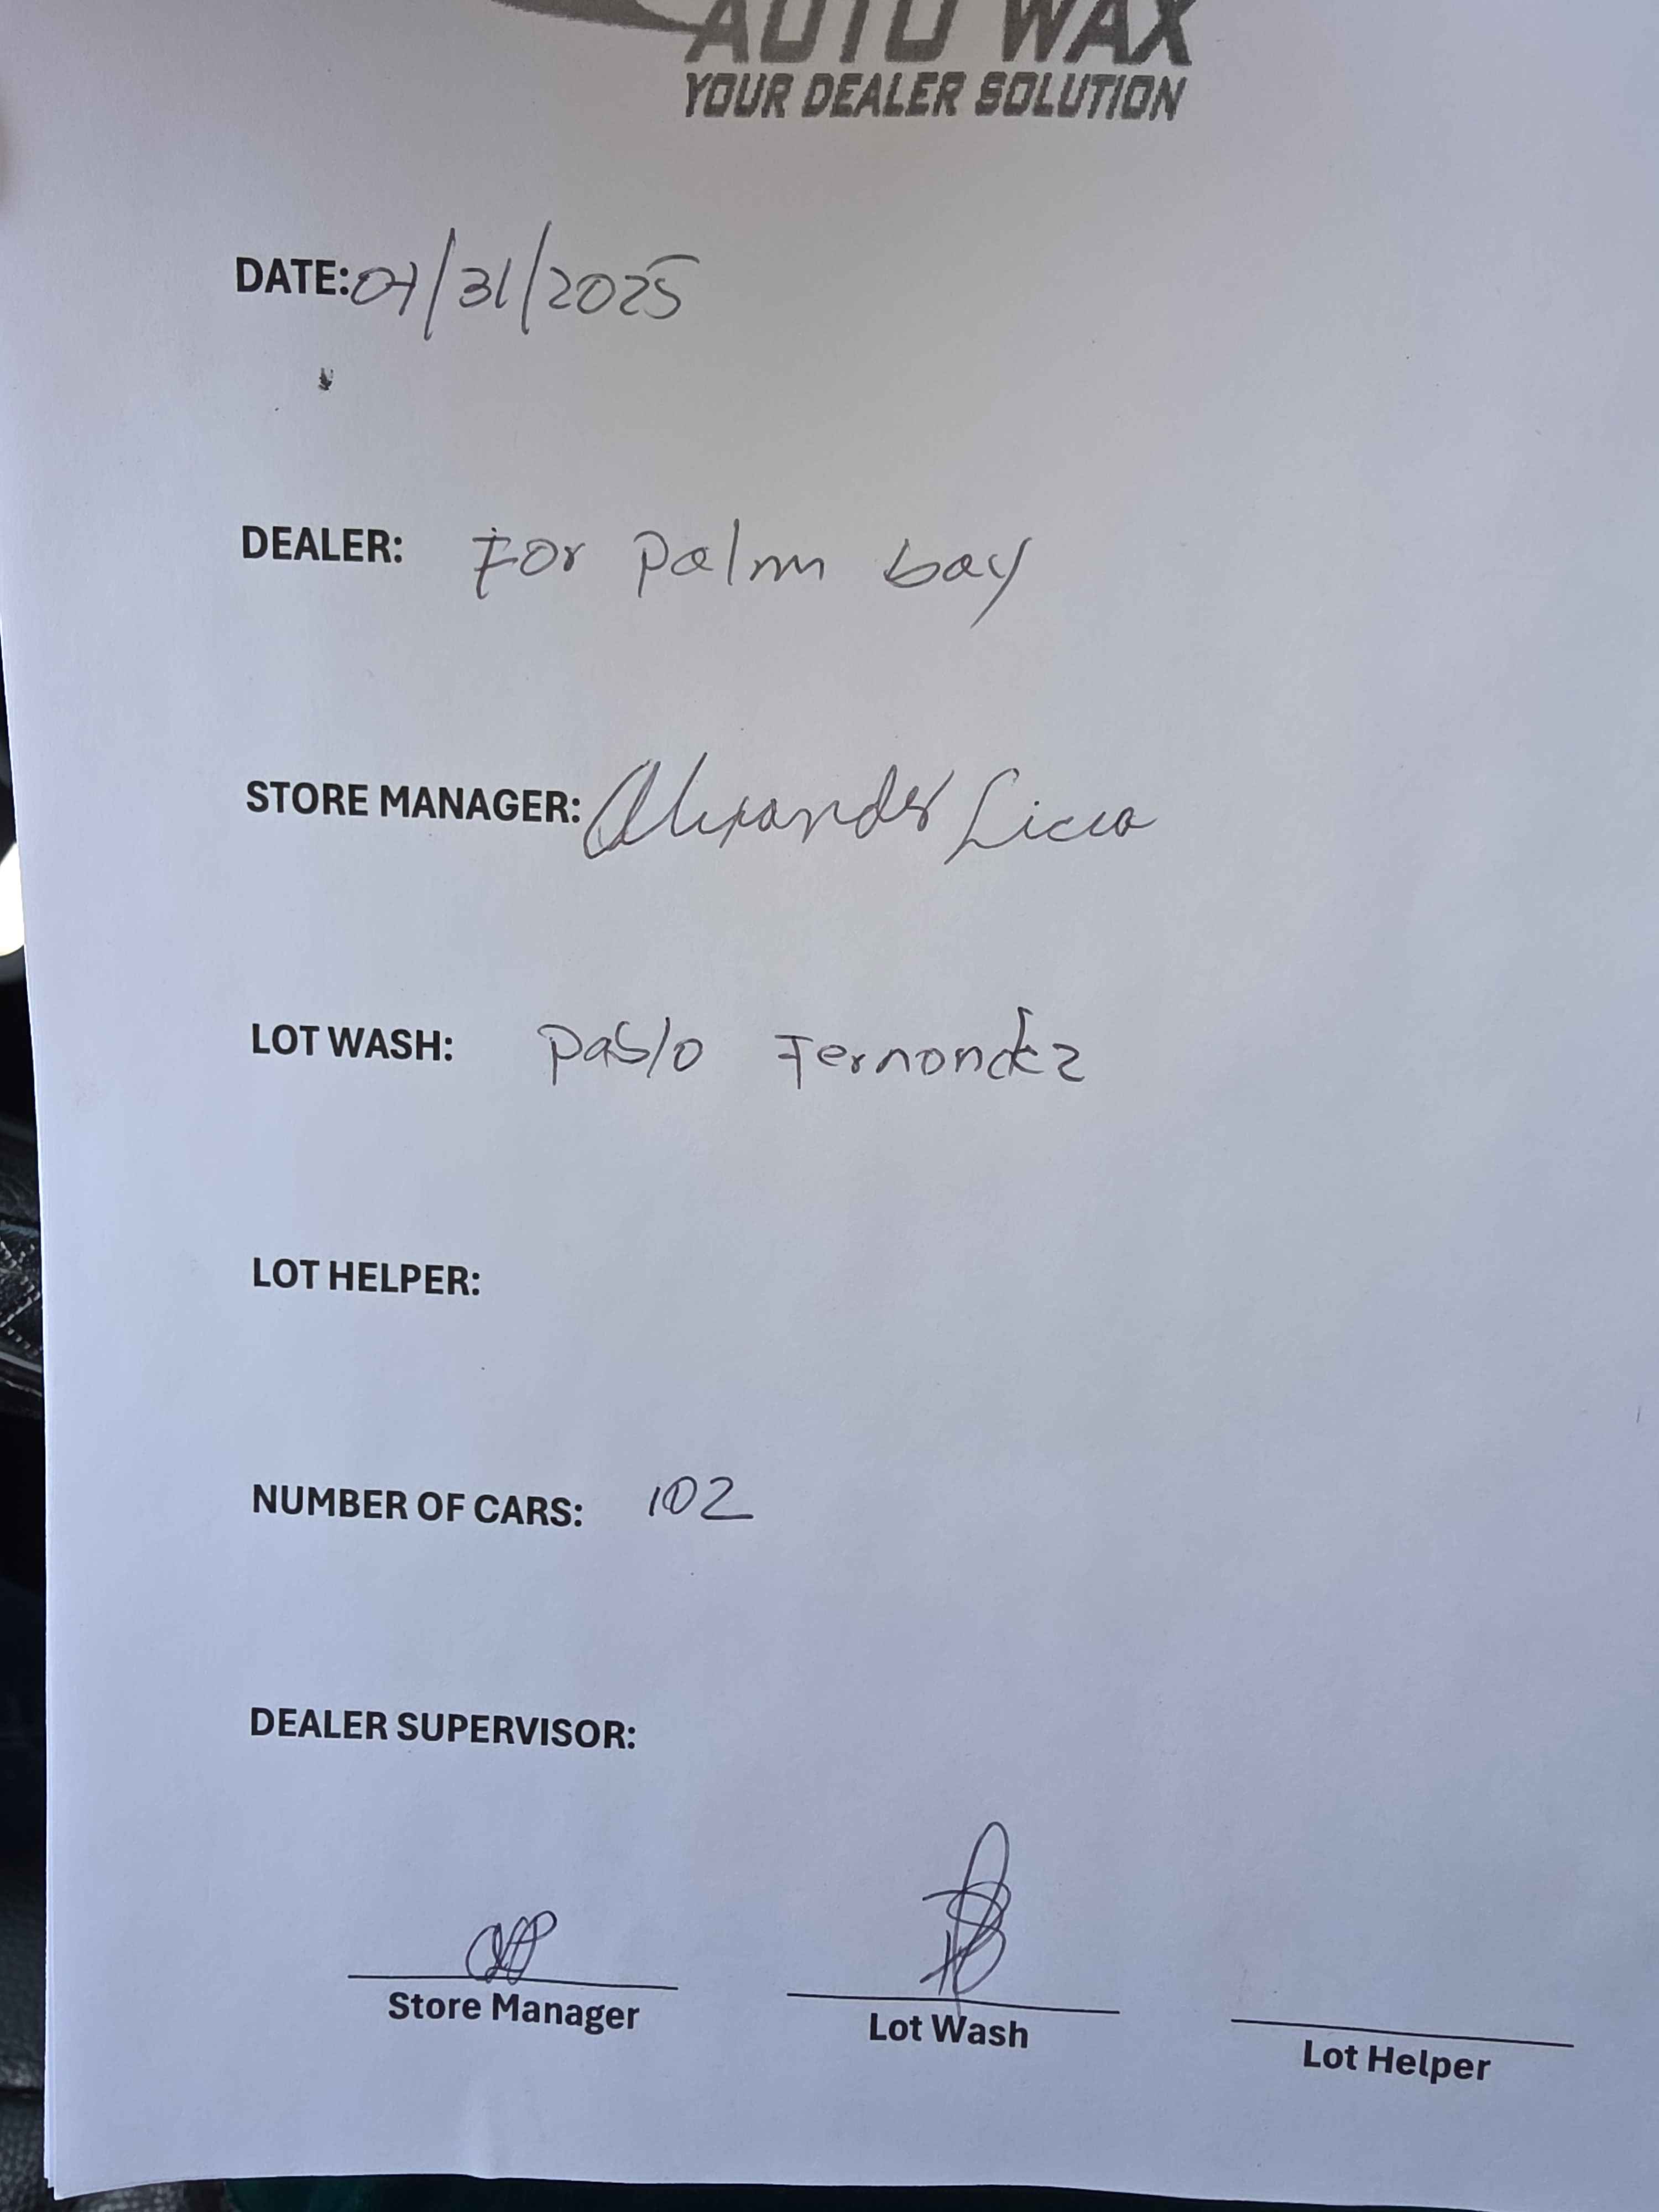 AUTO WAX
YOUR DEALER SOLUTION
DATE: 07/31/2025
DEALER: For palm bay
STORE MANAGER: Alexander Licea
LOT WASH: pablo Fernandez
LOT HELPER:
NUMBER OF CARS: 102
DEALER SUPERVISOR:
Store Manager
Lot Wash
Lot Helper